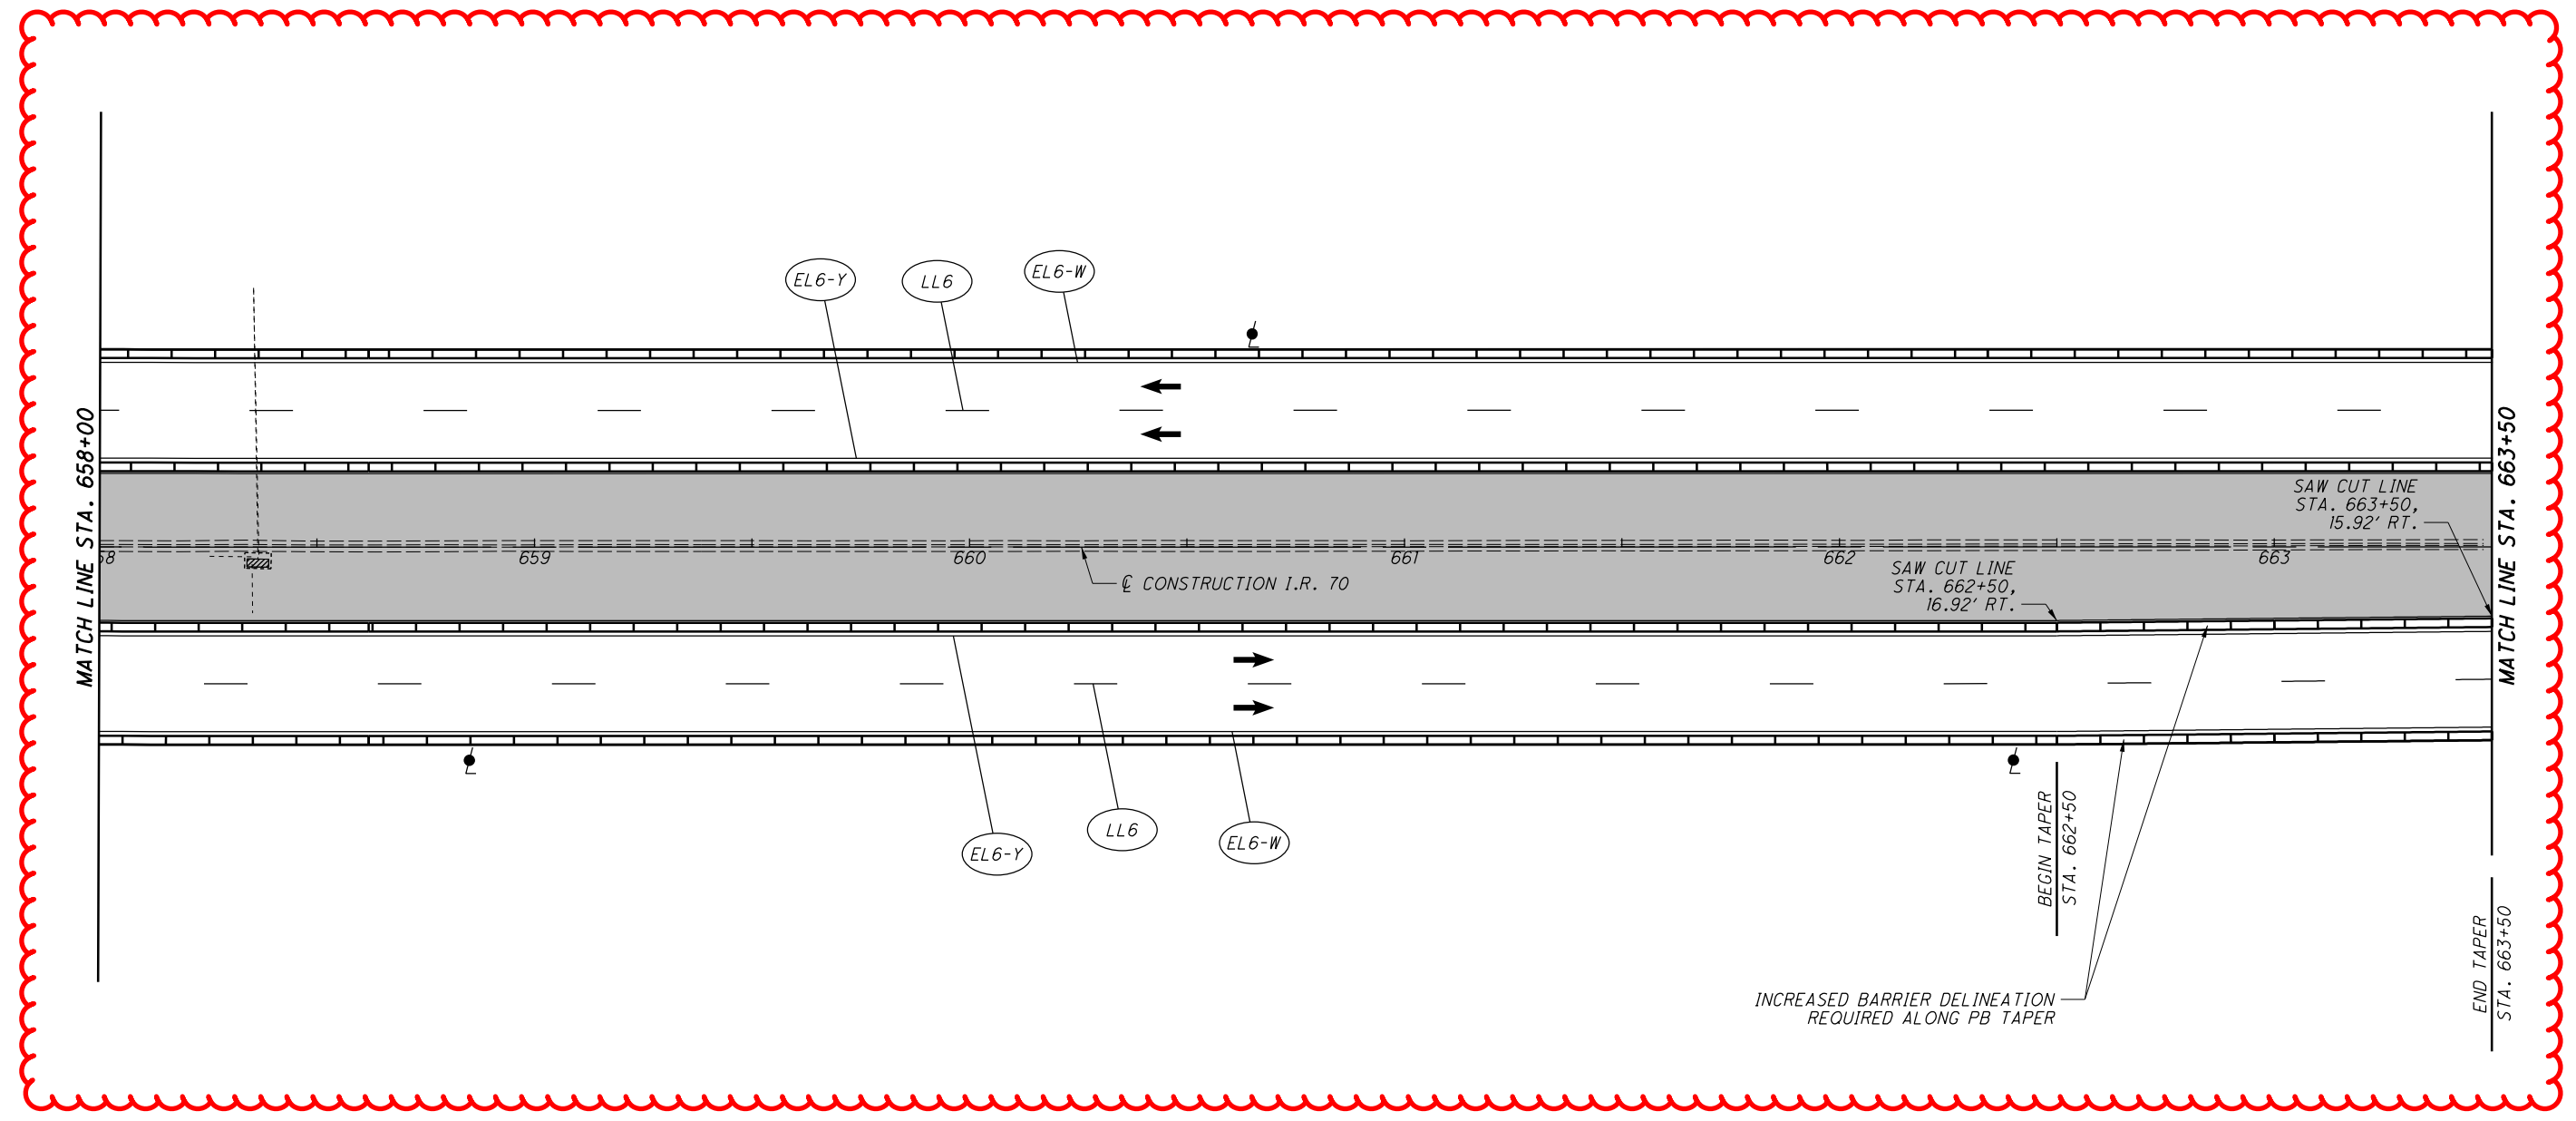 EL6-Y
LL6
EL6-W
MATCH LINE STA. 658+00
MATCH LINE STA. 663+50
SAW CUT LINE
STA. 663+50,
15.92' RT.
58
659
660
661
662
663
℄ CONSTRUCTION I.R. 70
SAW CUT LINE
STA. 662+50,
16.92' RT.
EL6-Y
LL6
EL6-W
BEGIN TAPER
STA. 662+50
END TAPER
STA. 663+50
INCREASED BARRIER DELINEATION
REQUIRED ALONG PB TAPER